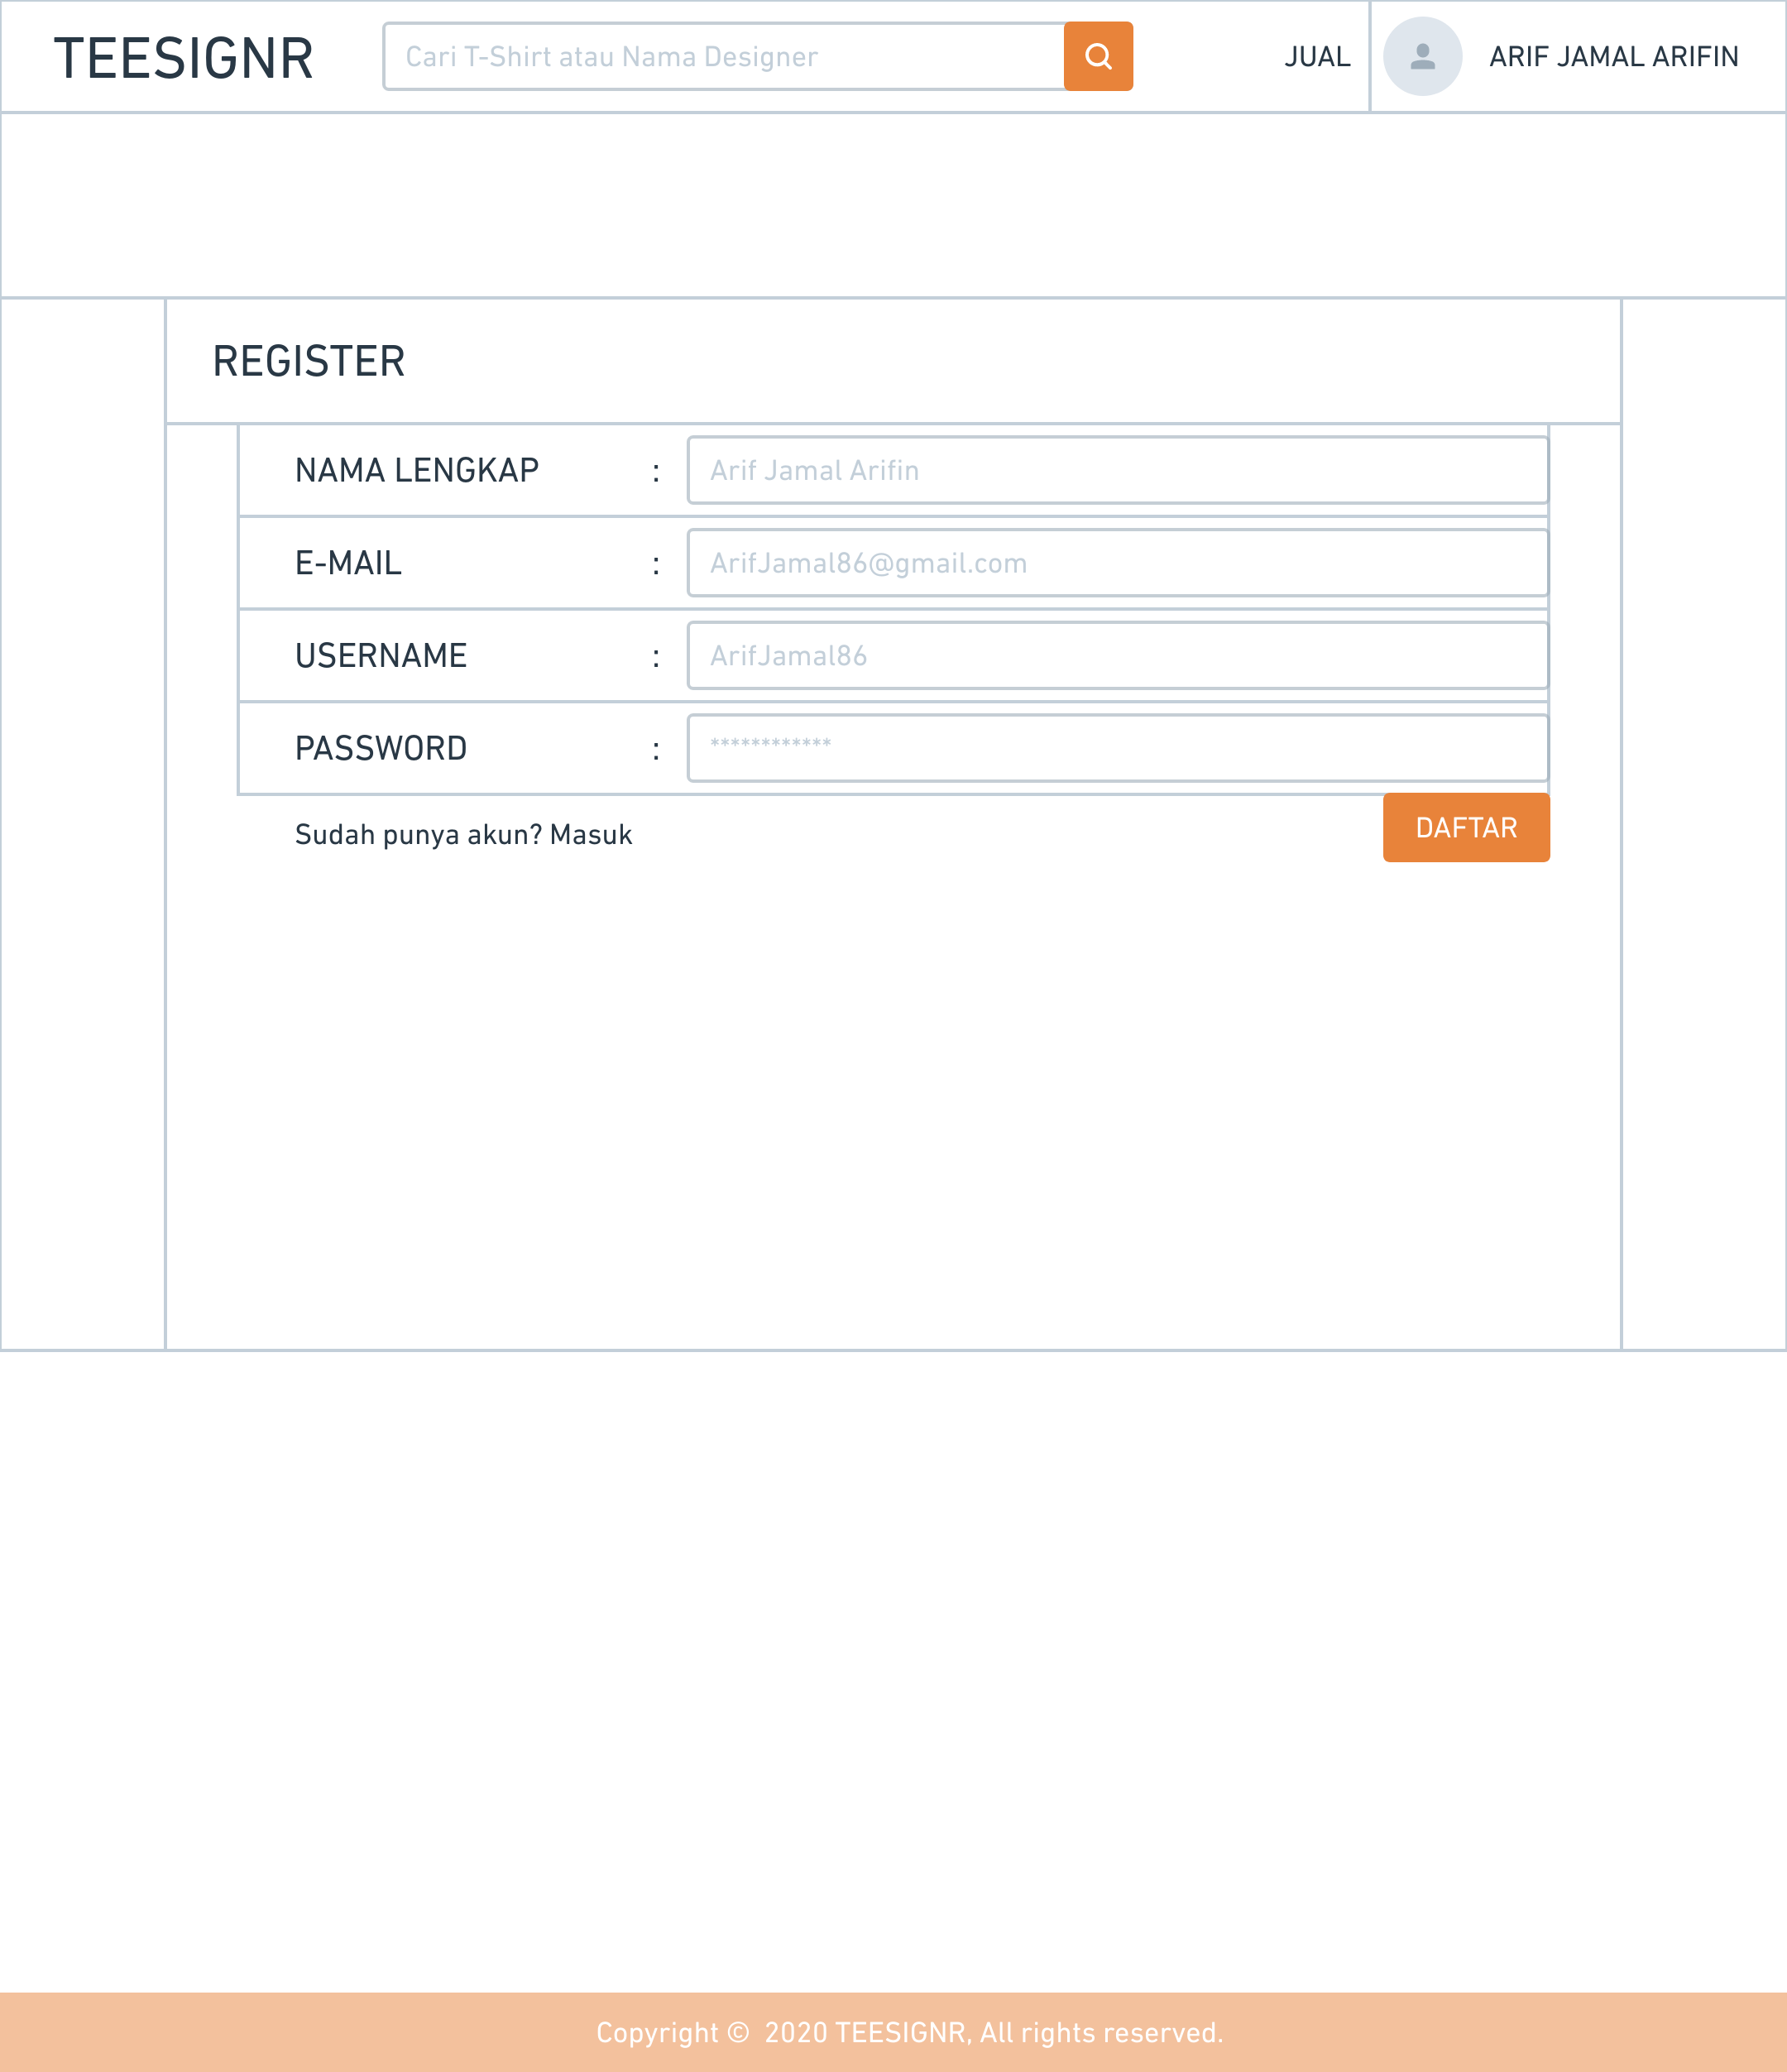 TEESIGNR
Cari T-Shirt atau Nama Designer
JUAL
ARIF JAMAL ARIFIN
REGISTER
NAMA LENGKAP : Arif Jamal Arifin
E-MAIL : ArifJamal86@gmail.com
USERNAME : ArifJamal86
PASSWORD : ************
Sudah punya akun? Masuk
DAFTAR
Copyright © 2020 TEESIGNR, All rights reserved.